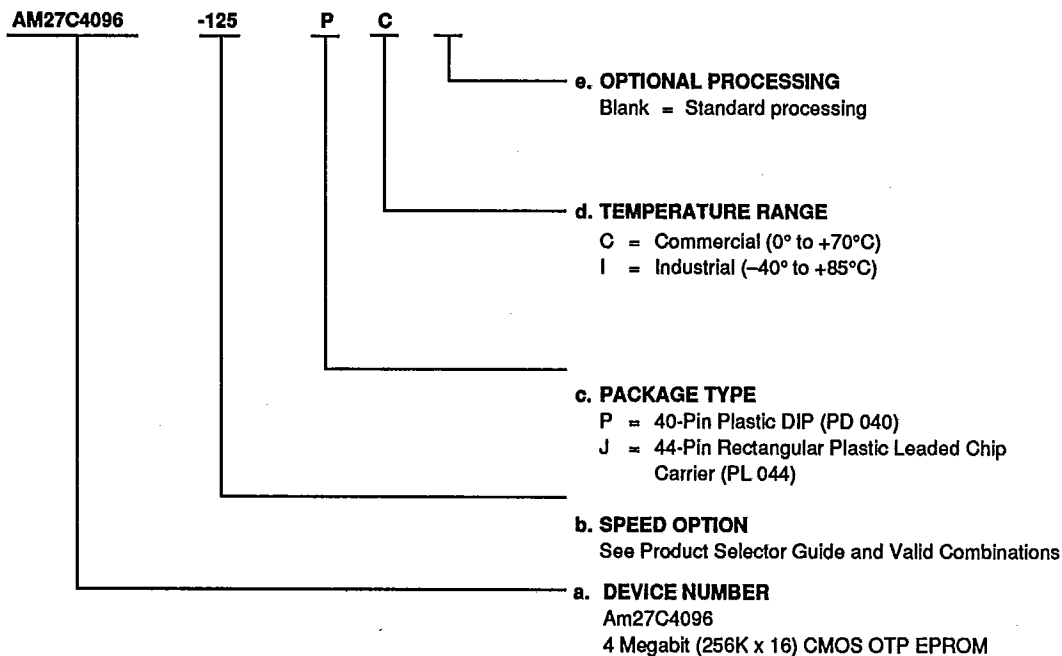 AM27C4096 -125 P C
e. OPTIONAL PROCESSING
Blank = Standard processing
d. TEMPERATURE RANGE
C = Commercial (0° to +70°C)
I = Industrial (–40° to +85°C)
c. PACKAGE TYPE
P = 40-Pin Plastic DIP (PD 040)
J = 44-Pin Rectangular Plastic Leaded Chip
Carrier (PL 044)
b. SPEED OPTION
See Product Selector Guide and Valid Combinations
a. DEVICE NUMBER
Am27C4096
4 Megabit (256K x 16) CMOS OTP EPROM